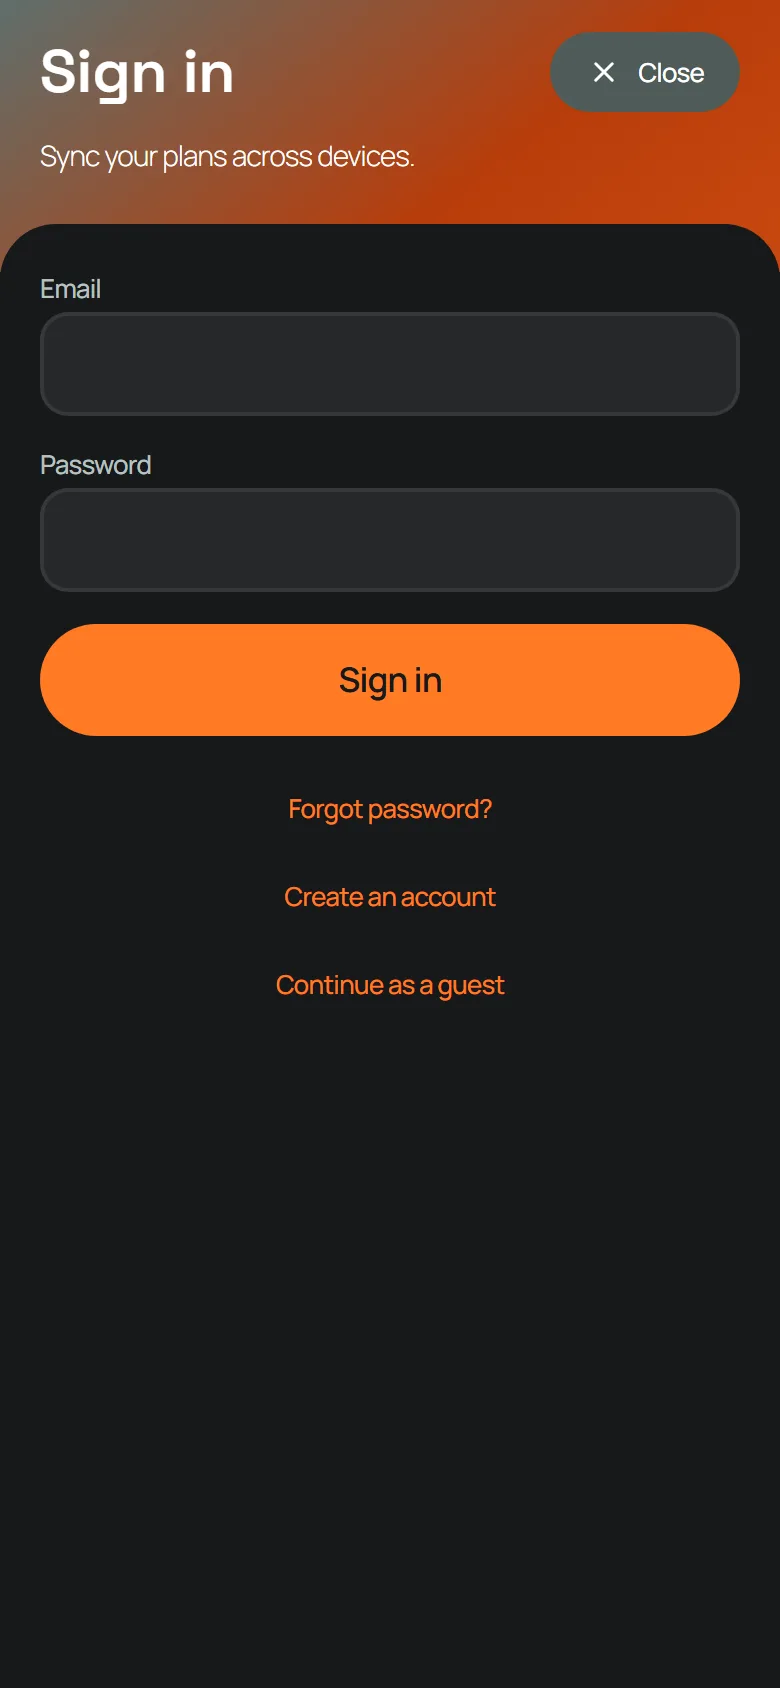 Sign in
Close
Sync your plans across devices.
Email
Password
Sign in
Forgot password?
Create an account
Continue as a guest